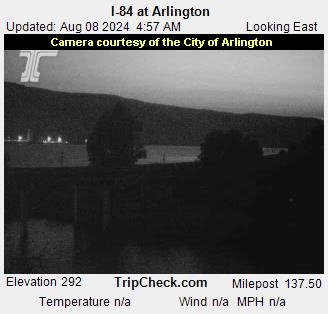 I-84 at Arlington
Updated: Aug 08 2024 4:57 AM Looking East
Camera courtesy of the City of Arlington
Elevation 292 TripCheck.com Milepost 137.50
Temperature n/a Wind n/a MPH n/a